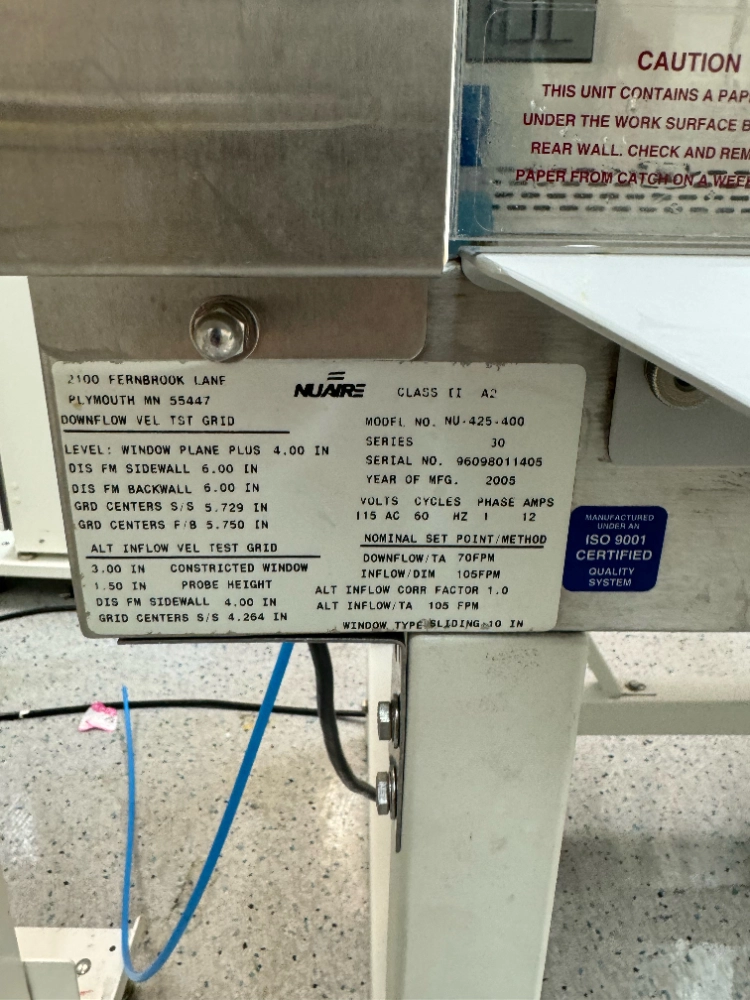 CAUTION
THIS UNIT CONTAINS A
UNDER THE WORK SURFACE
REAR WALL. CHECK AND
PAPER FROM CATCH ON A
2100 FERNBROOK LANE
PLYMOUTH MN 55447
DOWNFLOW VEL TST GRID
LEVEL: WINDOW PLANE PLUS 4.00 IN
DIS FM SIDEWALL 6.00 IN
DIS FM BACKWALL 6.00 IN
GRD CENTERS S/S 5.729 IN
GRD CENTERS F/B 5.750 IN
ALT INFLOW VEL TEST GRID
3.00 IN CONSTRICTED WINDOW
1.50 IN PROBE HEIGHT
DIS FM SIDEWALL 4.00 IN
GRID CENTERS S/S 4.264 IN
NUAIRE CLASS II A2
MODEL NO. NU-425-400
SERIES 30
SERIAL NO. 96098011405
YEAR OF MFG. 2005
VOLTS CYCLES PHASE AMPS
115 AC 60 HZ 1 12
NOMINAL SET POINT/METHOD
DOWNFLOW/TA 70FPM
INFLOW/DIM 105FPM
ALT INFLOW CORR FACTOR 1.0
ALT INFLOW/TA 105 FPM
WINDOW TYPE SLIDING 10 IN
MANUFACTURED
UNDER AN
ISO 9001
CERTIFIED
QUALITY
SYSTEM